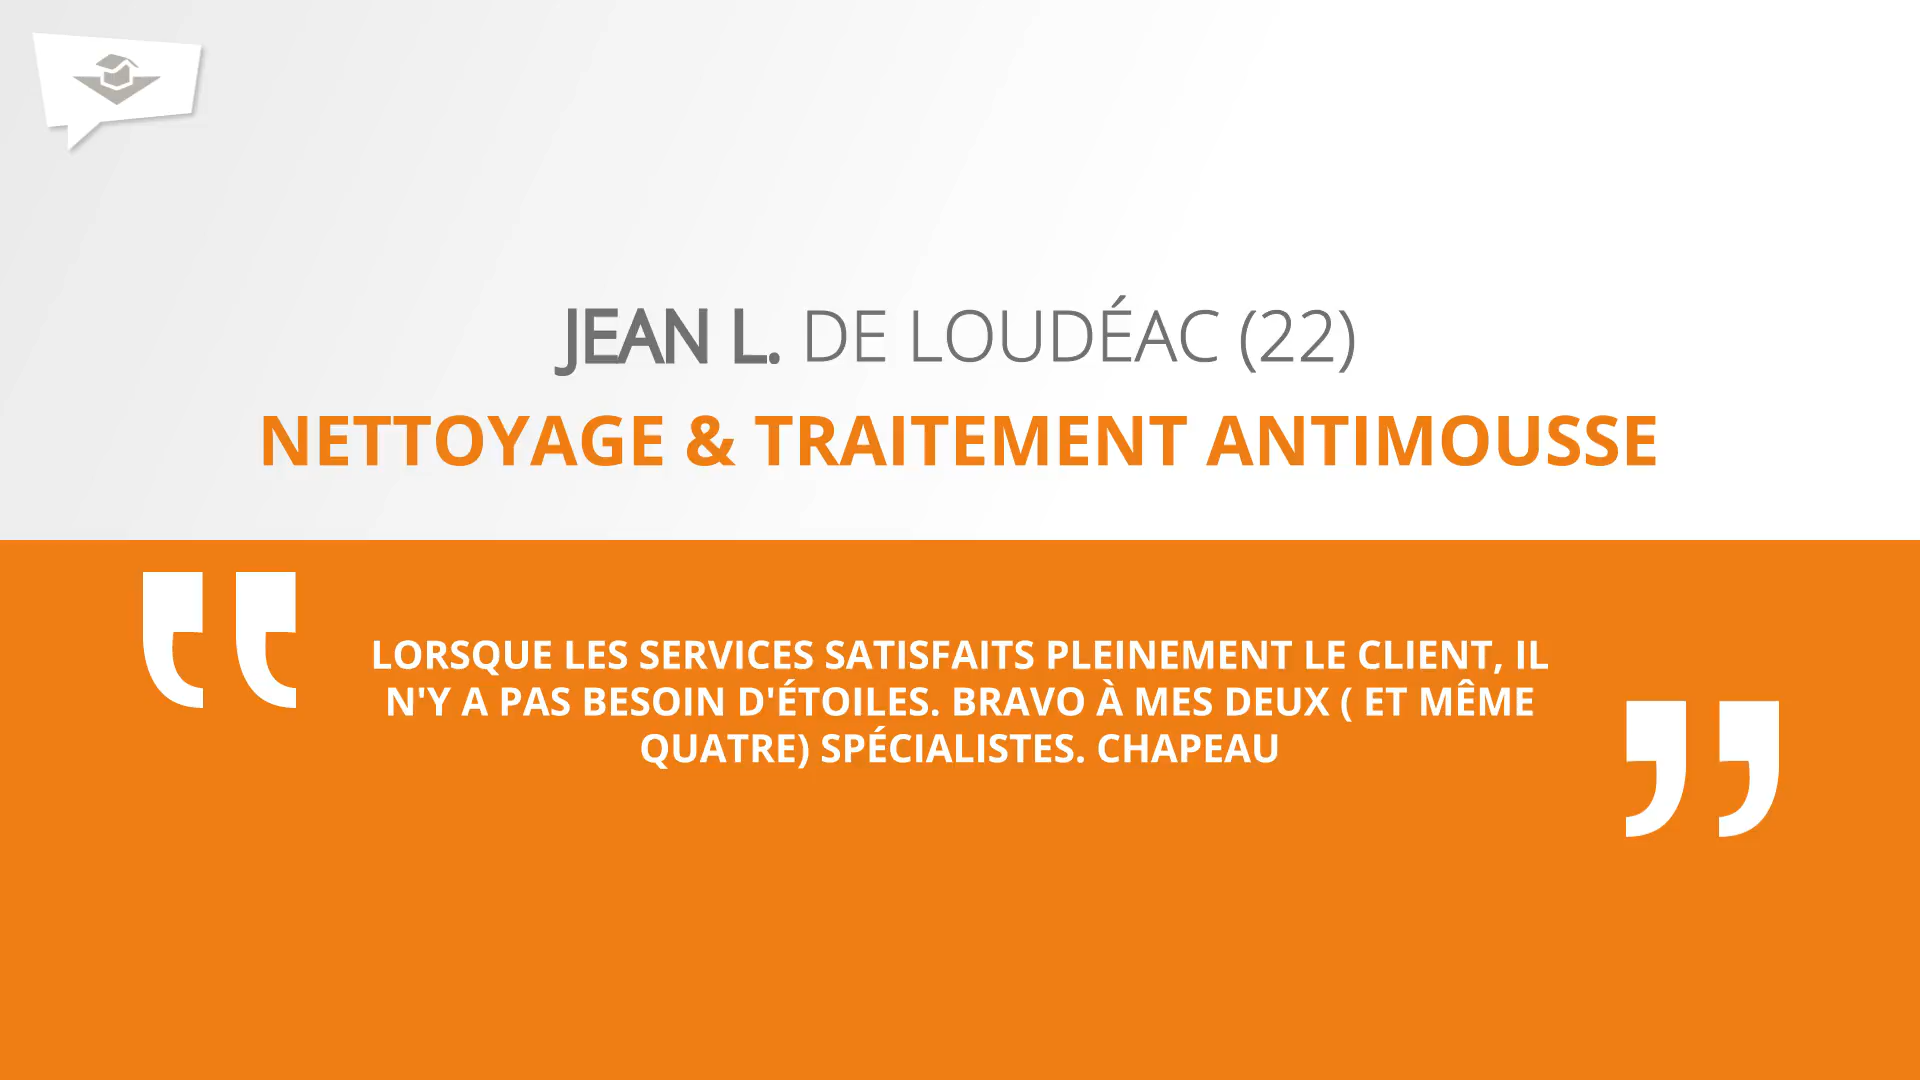 JEAN L. DE LOUDÉAC (22)
NETTOYAGE & TRAITEMENT ANTIMOUSSE
LORSQUE LES SERVICES SATISFAITS PLEINEMENT LE CLIENT, IL
N'Y A PAS BESOIN D'ÉTOILES. BRAVO À MES DEUX ( ET MÊME
QUATRE) SPÉCIALISTES. CHAPEAU